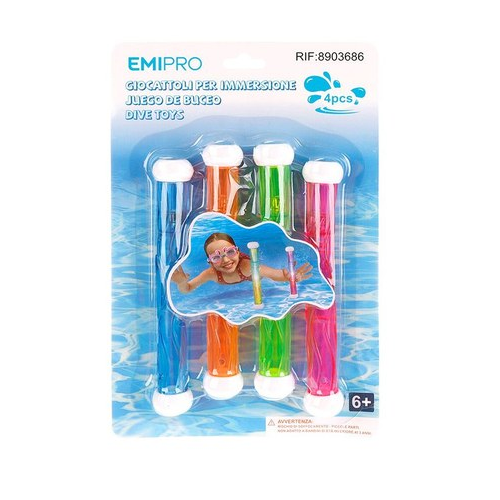 EMIPRO
RIF:8903686
GIOCATTOLI PER IMMERSIONE
JUEGO DE BUCEO
DIVE TOYS
4pcs
6+
AVVERTENZA: